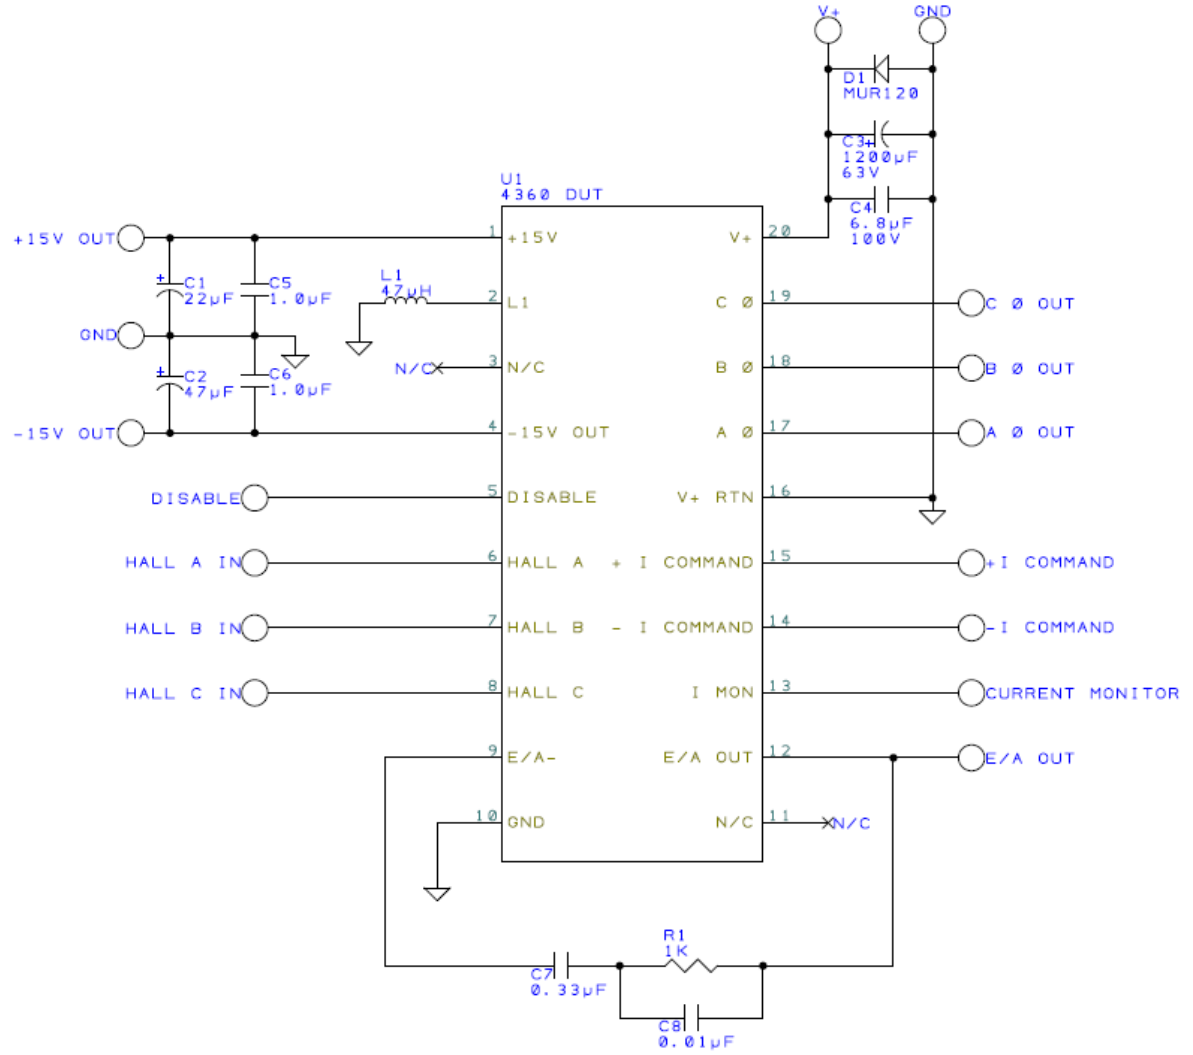 V+
GND
D1
MUR120
C3+
1200µF
63V
C4
6.8µF
100V
U1
4360 DUT
+15V OUT
1
+15V
V+
20
+
C1
22µF
C5
1.0µF
L1
47µH
2
L1
C Ø
19
C Ø OUT
GND
N/C
3
N/C
B Ø
18
B Ø OUT
+
C2
47µF
C6
1.0µF
-15V OUT
4
-15V OUT
A Ø
17
A Ø OUT
DISABLE
5
DISABLE
V+ RTN
16
HALL A IN
6
HALL A
+ I COMMAND
15
+I COMMAND
HALL B IN
7
HALL B
- I COMMAND
14
-I COMMAND
HALL C IN
8
HALL C
I MON
13
CURRENT MONITOR
9
E/A-
E/A OUT
12
E/A OUT
10
GND
N/C
11
N/C
R1
1K
C7
0.33µF
C8
0.01µF